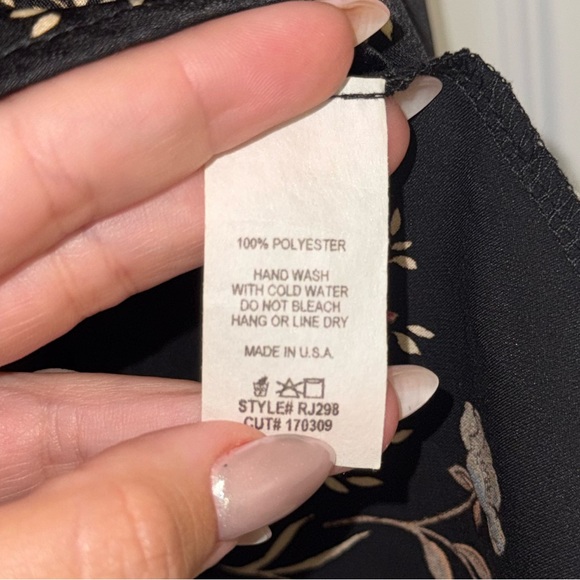 100% POLYESTER
HAND WASH
WITH COLD WATER
DO NOT BLEACH
HANG OR LINE DRY
MADE IN U.S.A.
STYLE# RJ298
CUT# 170309